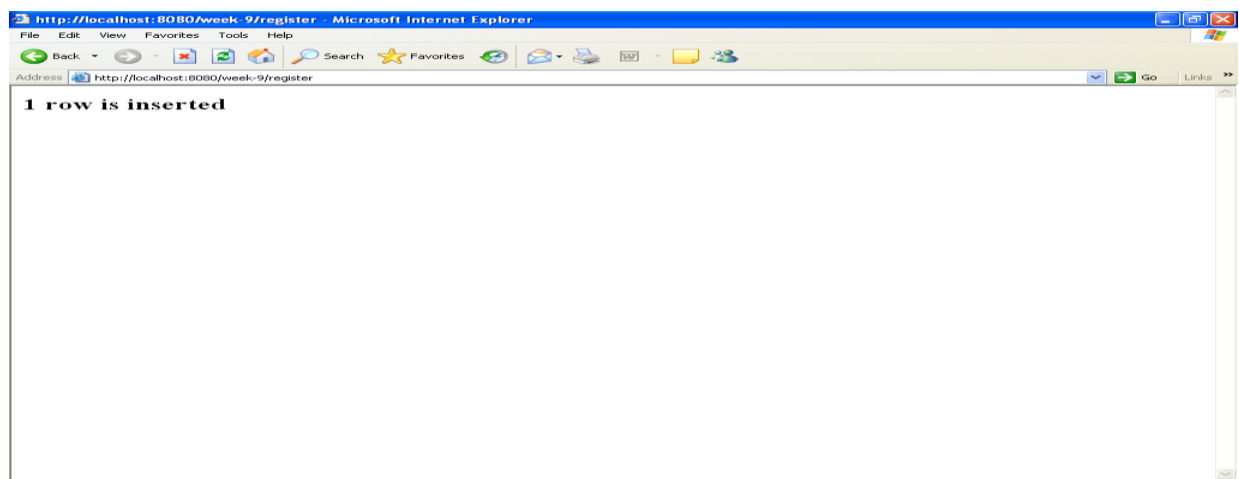 http://localhost:8080/week-9/register - Microsoft Internet Explorer
File Edit View Favorites Tools Help
Back Search Favorites W
Address http://localhost:8080/week-9/register Go Links »
1 row is inserted